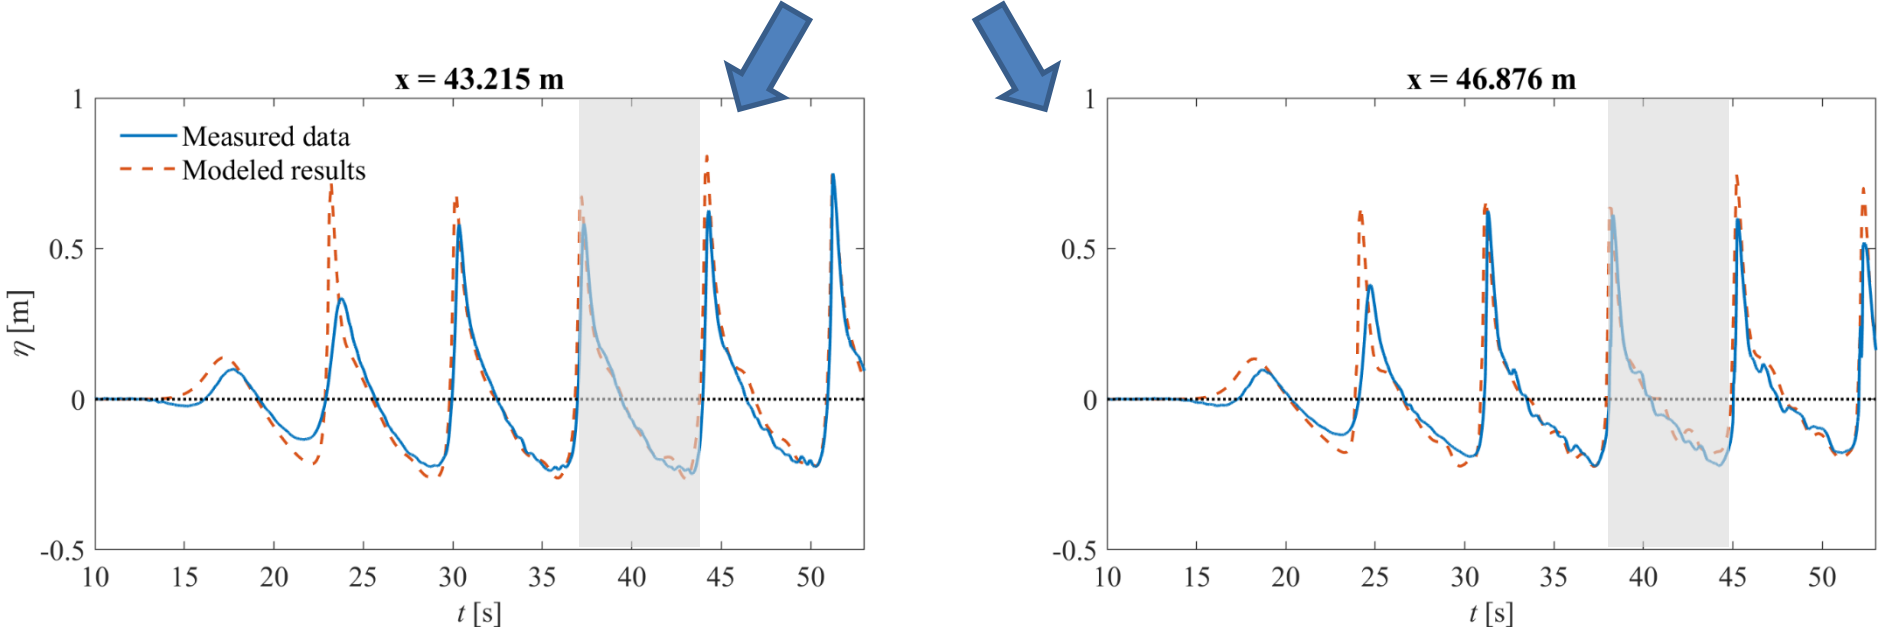 x = 43.215 m
1
0.5
0
-0.5
η [m]
Measured data
Modeled results
10 15 20 25 30 35 40 45 50
t [s]
x = 46.876 m
1
0.5
0
-0.5
10 15 20 25 30 35 40 45 50
t [s]